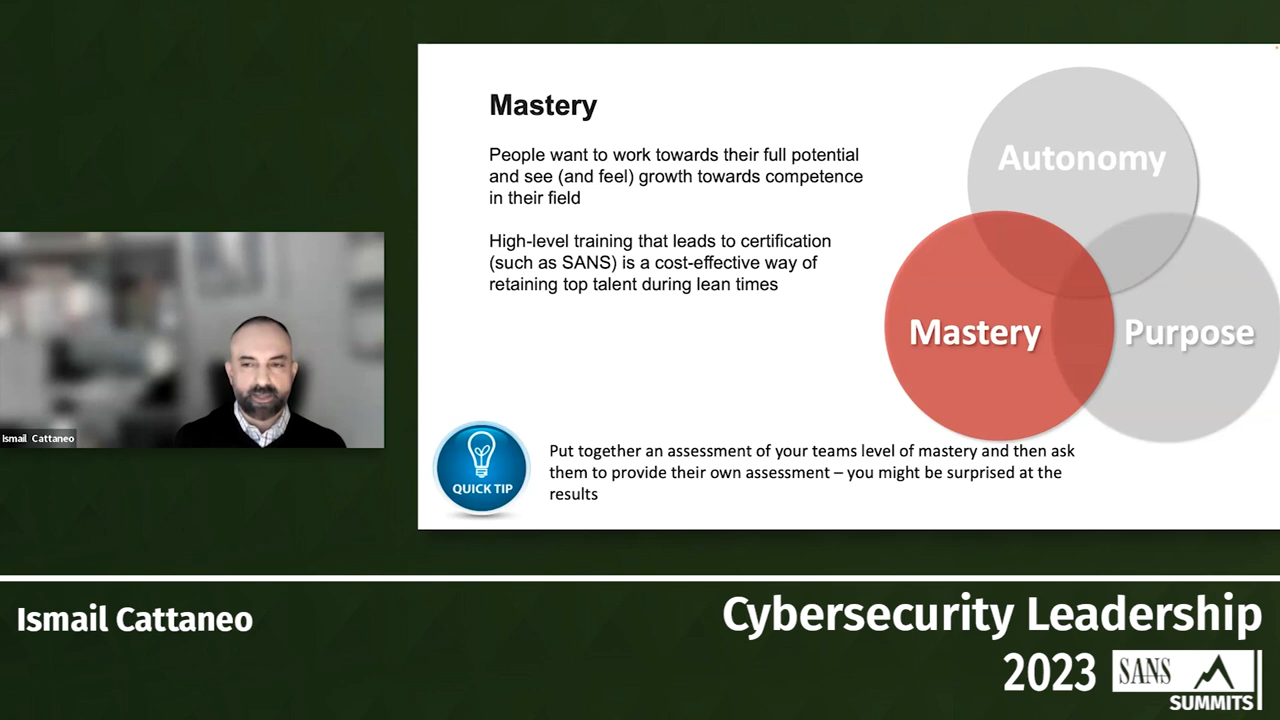 Mastery
People want to work towards their full potential
and see (and feel) growth towards competence
in their field
High-level training that leads to certification
(such as SANS) is a cost-effective way of
retaining top talent during lean times
Autonomy
Mastery
Purpose
QUICK TIP
Put together an assessment of your teams level of mastery and then ask
them to provide their own assessment – you might be surprised at the
results
Ismail Cattaneo
Ismail Cattaneo
Cybersecurity Leadership
2023
SANS
SUMMITS